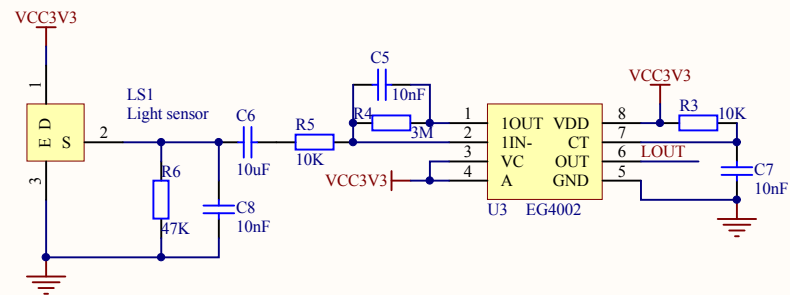 VCC3V3
1
LS1
Light sensor
D
E
S
2
3
R6
47K
C6
10uF
C8
10nF
R5
10K
C5
10nF
R4
3M
VCC3V3
1
2
3
4
1OUT
1IN-
VC
A
VDD
CT
OUT
GND
8
7
6
5
U3
EG4002
VCC3V3
R3
10K
LOUT
C7
10nF